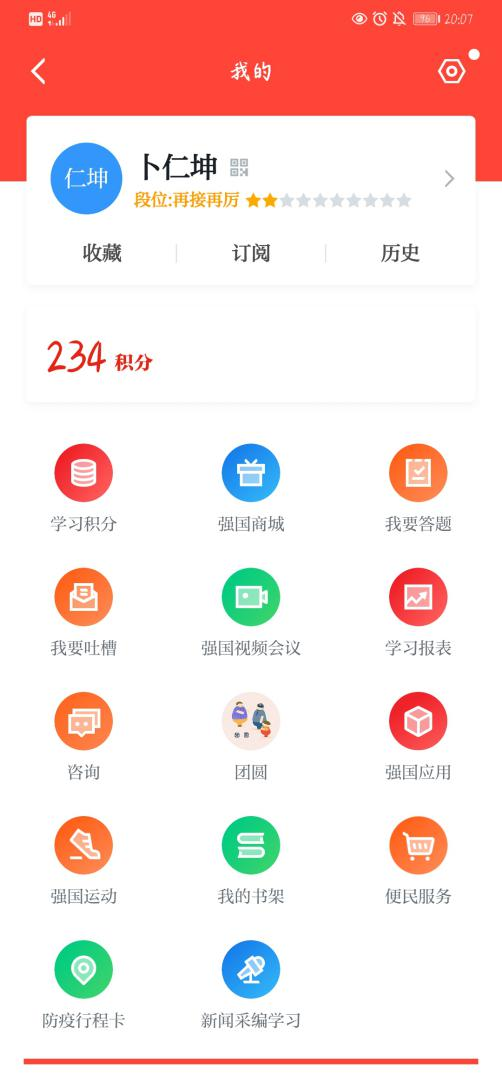 HD 4G 96 20:07
我的
仁坤 卜仁坤
段位:再接再厉
收藏 订阅 历史
234 积分
学习积分 强国商城 我要答题
我要吐槽 强国视频会议 学习报表
咨询 团圆 强国应用
强国运动 我的书架 便民服务
防疫行程卡 新闻采编学习